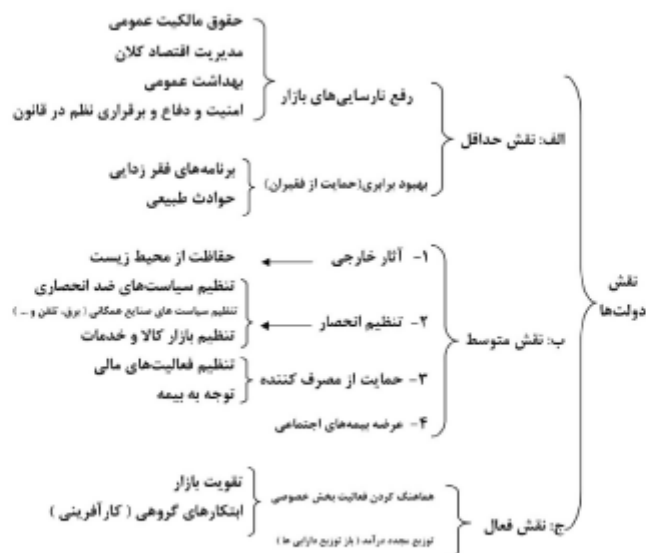 نقش
دولت‌ها
الف: نقش حداقل
رفع نارسایی‌های بازار
حقوق مالکیت عمومی
مدیریت اقتصاد کلان
بهداشت عمومی
امنیت و دفاع و برقراری نظم در قانون
بهبود برابری(حمایت از فقیران)
برنامه‌های فقر زدایی
حوادث طبیعی
ب: نقش متوسط
۱- آثار خارجی
حفاظت از محیط زیست
۲- تنظیم انحصار
تنظیم سیاست‌های ضد انحصاری
تنظیم سیاست های صنایع همگانی ( برق، تلفن و ... )
تنظیم بازار کالا و خدمات
۳- حمایت از مصرف کننده
تنظیم فعالیت‌های مالی
توجه به بیمه
۴- عرضه بیمه‌های اجتماعی
ج: نقش فعال
هماهنگ کردن فعالیت بخش خصوصی
تقویت بازار
ابتکارهای گروهی ( کارآفرینی )
توزیع مجدد درآمد ( باز توزیع دارایی ها )